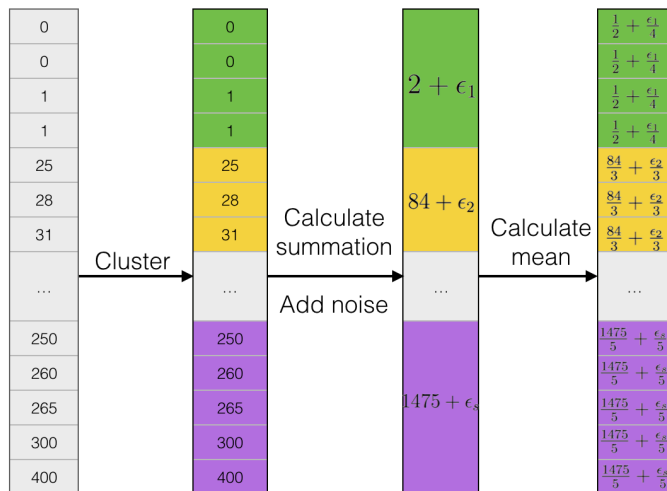 0
0
1
1
25
28
31
...
250
260
265
300
400
Cluster
0
0
1
1
25
28
31
...
250
260
265
300
400
Calculate
summation
Add noise
2 + ϵ₁
84 + ϵ₂
...
1475 + ϵₛ
Calculate
mean
1/2 + ϵ₁/4
1/2 + ϵ₁/4
1/2 + ϵ₁/4
1/2 + ϵ₁/4
84/3 + ϵ₂/3
84/3 + ϵ₂/3
84/3 + ϵ₂/3
...
1475/5 + ϵₛ/5
1475/5 + ϵₛ/5
1475/5 + ϵₛ/5
1475/5 + ϵₛ/5
1475/5 + ϵₛ/5